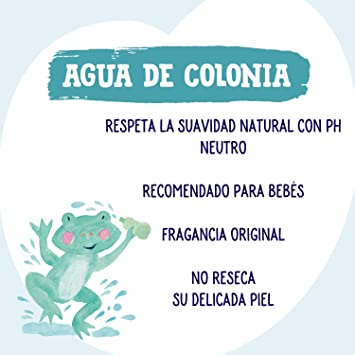 AGUA DE COLONIA
RESPETA LA SUAVIDAD NATURAL CON PH
NEUTRO
RECOMENDADO PARA BEBÈS
FRAGANCIA ORIGINAL
NO RESECA
SU DELICADA PIEL